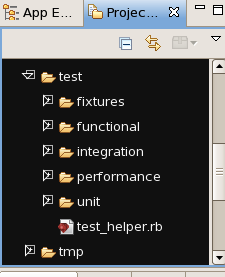 App E...
Projec...
test
fixtures
functional
integration
performance
unit
test_helper.rb
tmp